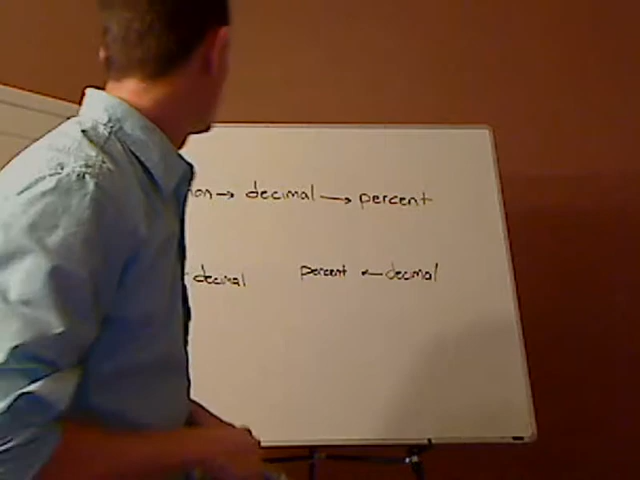 → decimal → percent
decimal percent ← decimal